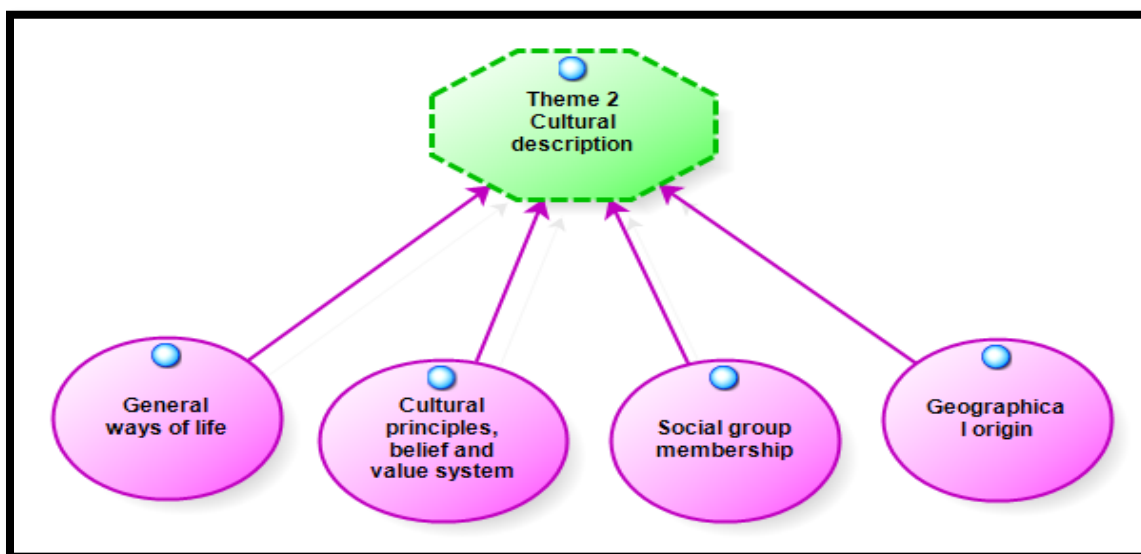 Theme 2
Cultural
description
General
ways of life
Cultural
principles,
belief and
value system
Social group
membership
Geographica
l origin